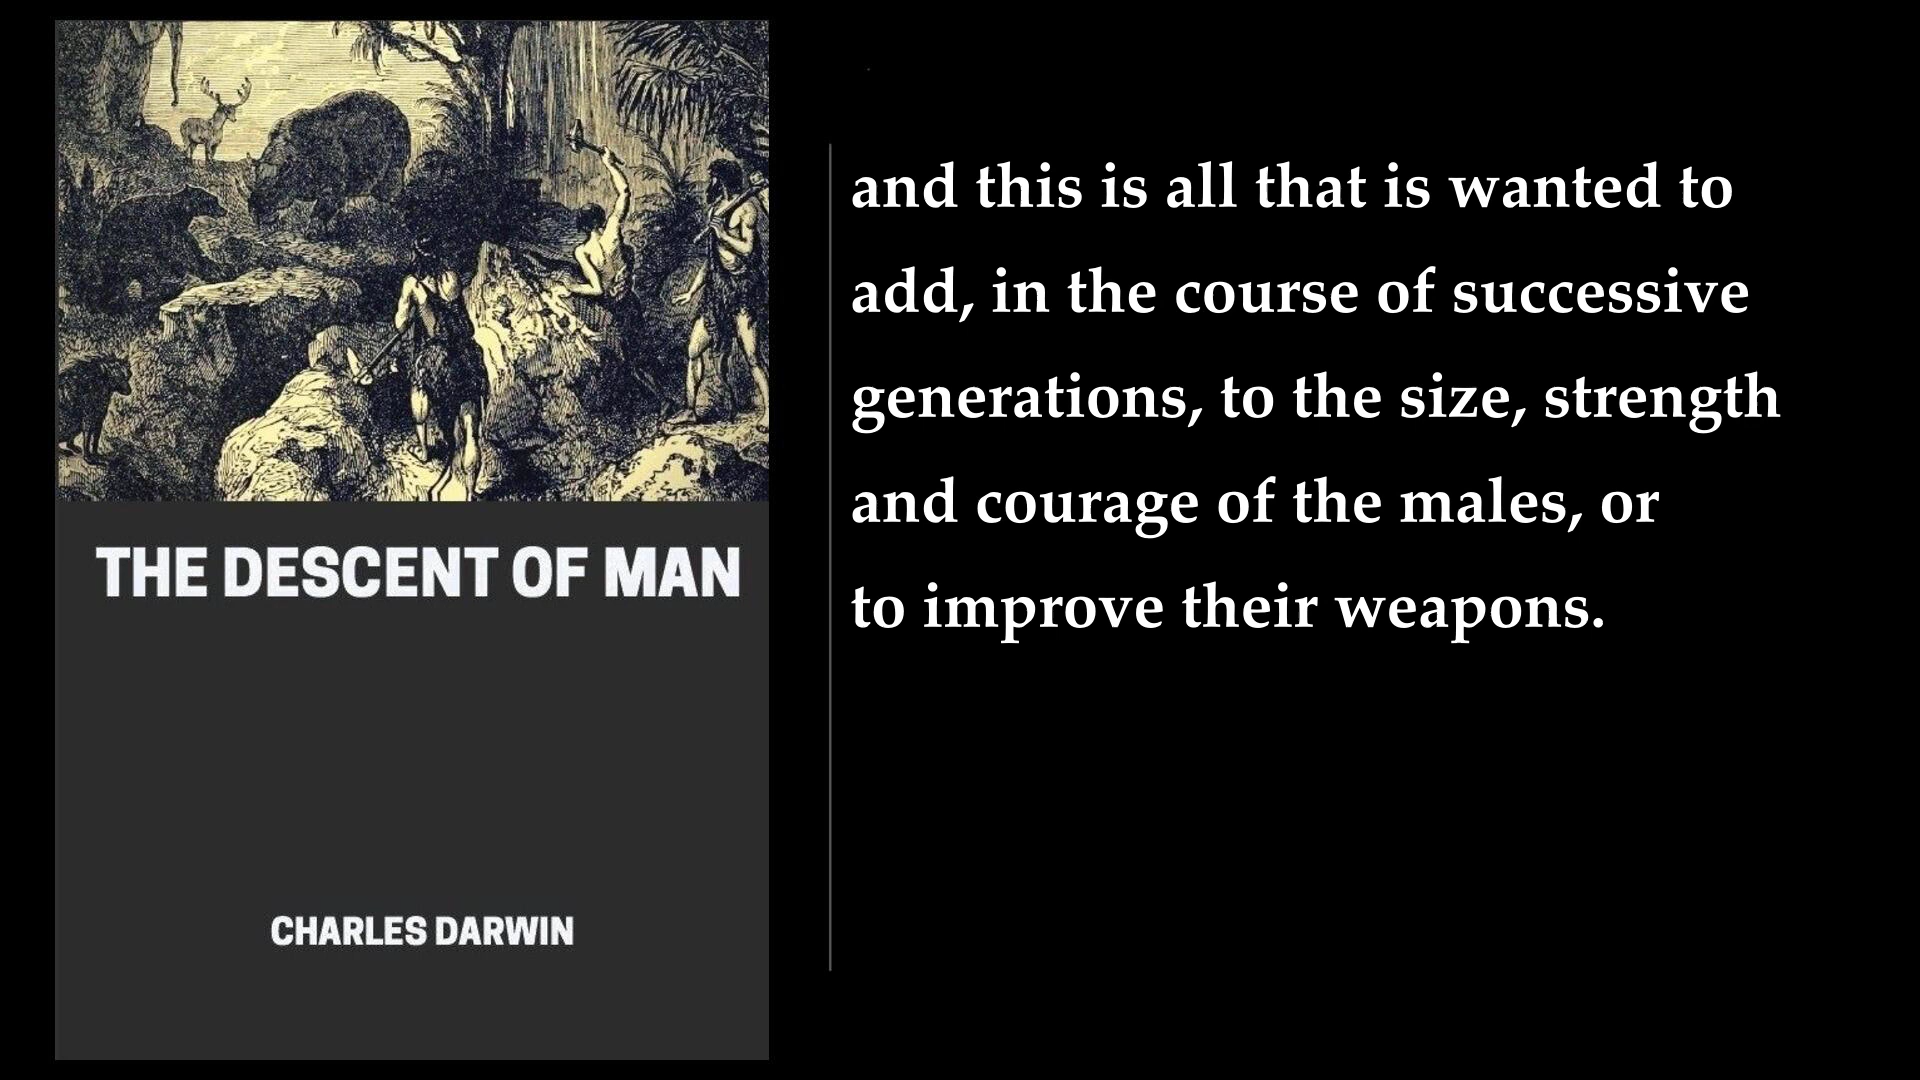 THE DESCENT OF MAN
CHARLES DARWIN
and this is all that is wanted to
add, in the course of successive
generations, to the size, strength
and courage of the males, or
to improve their weapons.